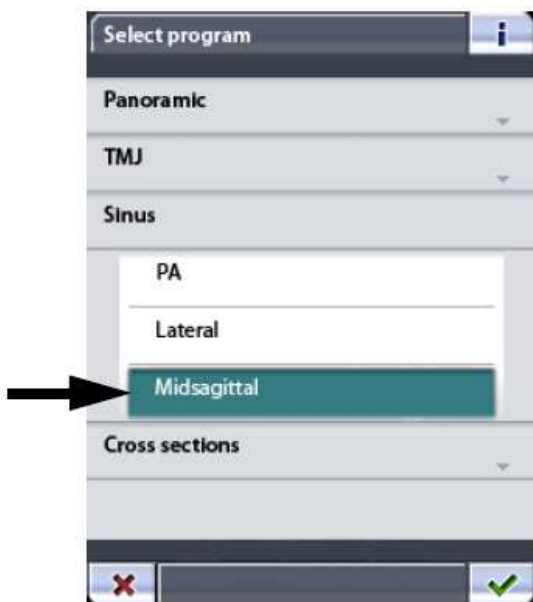 Select program
i
Panoramic
TMJ
Sinus
PA
Lateral
Midsagittal
Cross sections